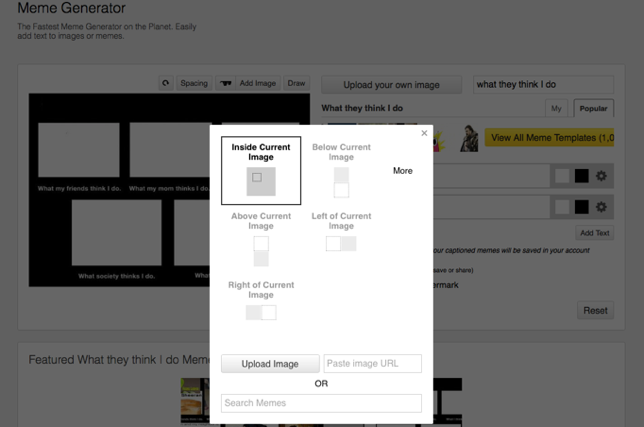 Meme Generator
The Fastest Meme Generator on the Planet. Easily
add text to images or memes.
Spacing
Add Image
Draw
Upload your own image
what they think I do
What they think I do
My
Popular
View All Meme Templates (1,0
What my friends think I do.
What my mom thinks I do.
What society thinks I do.
Wha
Add Text
our captioned memes will be saved in your account
save or share)
ermark
Reset
Featured What they think I do Mem
×
Inside Current
Image
Below Current
Image
More
Above Current
Image
Left of Current
Image
Right of Current
Image
Upload Image
Paste image URL
OR
Search Memes